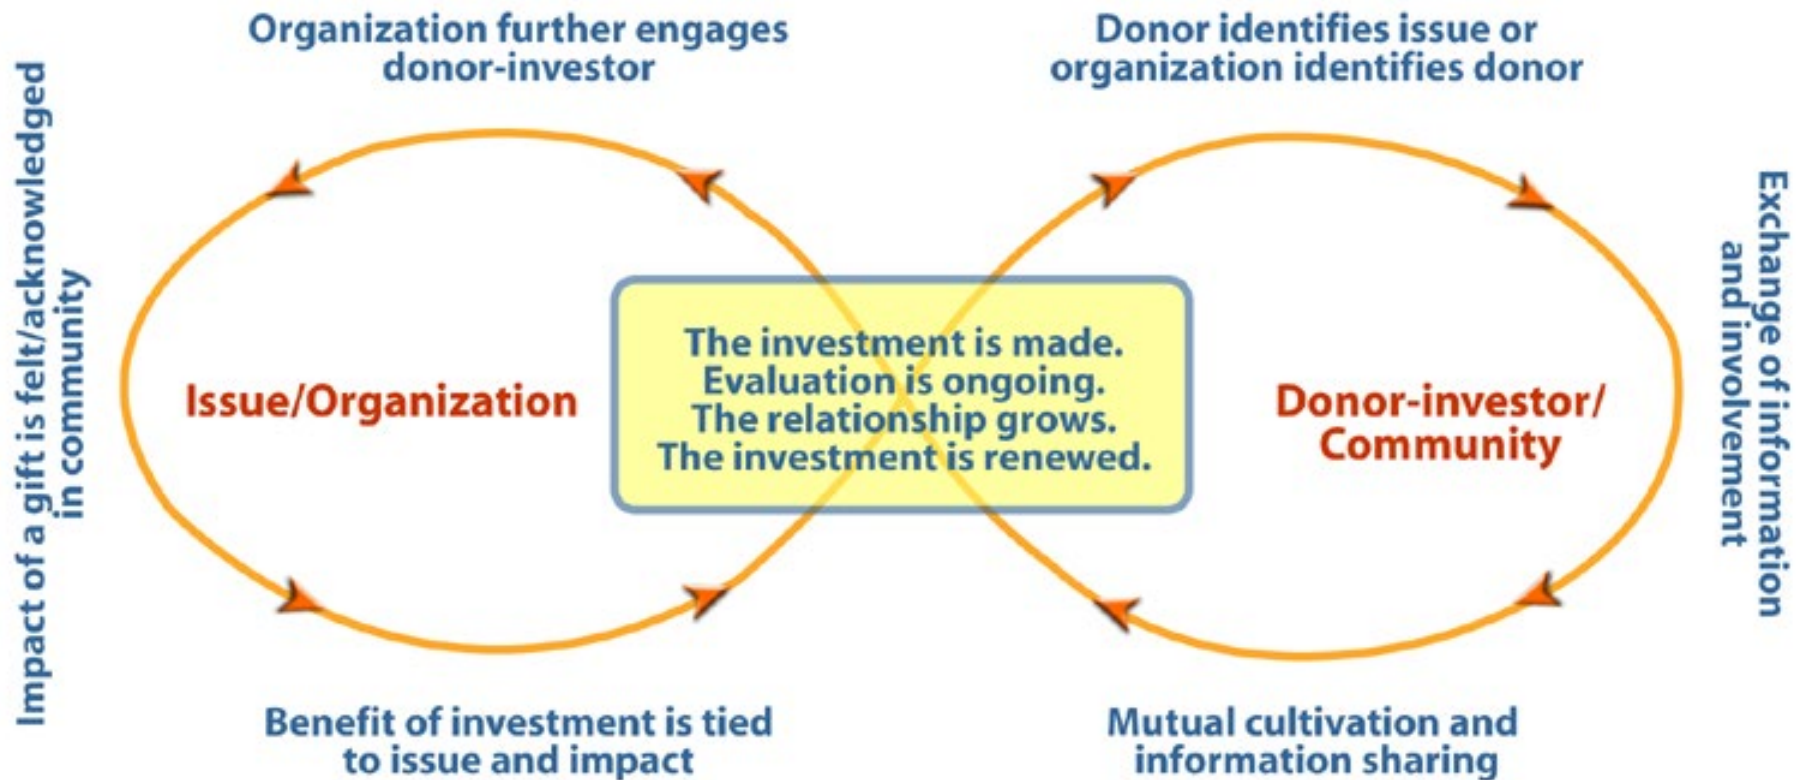 Organization further engages
donor-investor
Donor identifies issue or
organization identifies donor
Impact of a gift is felt/acknowledged
in community
Issue/Organization
The investment is made.
Evaluation is ongoing.
The relationship grows.
The investment is renewed.
Donor-investor/
Community
Exchange of information
and involvement
Benefit of investment is tied
to issue and impact
Mutual cultivation and
information sharing